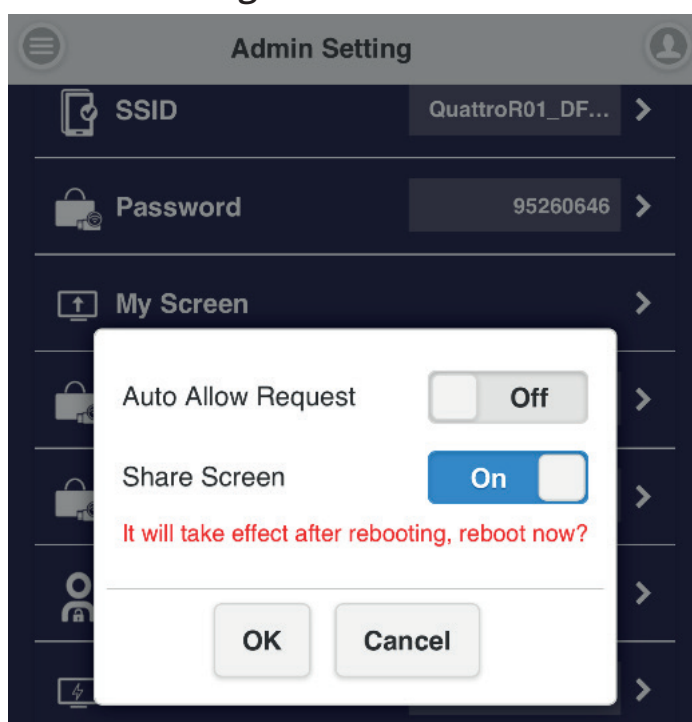 Admin Setting
SSID QuattroR01_DF...
Password 95260646
My Screen
Auto Allow Request Off
Share Screen On
It will take effect after rebooting, reboot now?
OK Cancel